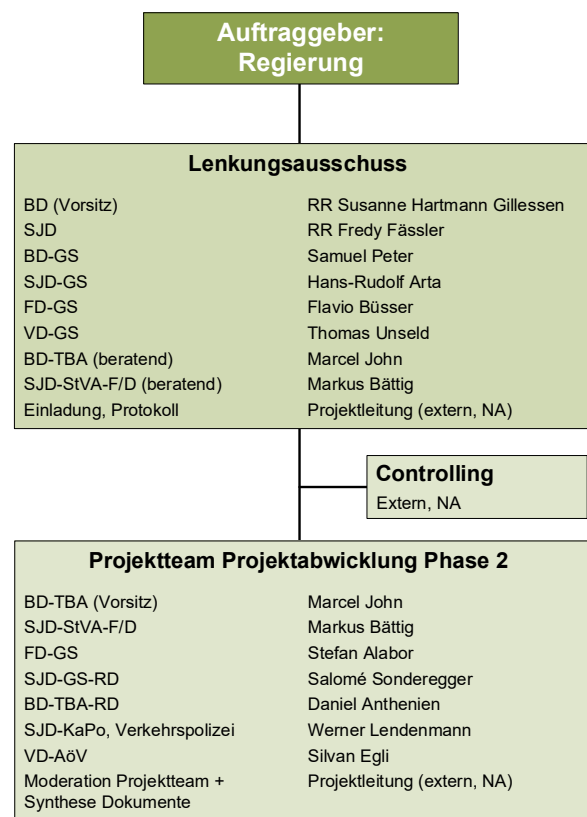 Auftraggeber:
Regierung
Lenkungsausschuss
BD (Vorsitz) RR Susanne Hartmann Gillessen
SJD RR Fredy Fässler
BD-GS Samuel Peter
SJD-GS Hans-Rudolf Arta
FD-GS Flavio Büsser
VD-GS Thomas Unseld
BD-TBA (beratend) Marcel John
SJD-StVA-F/D (beratend) Markus Bättig
Einladung, Protokoll Projektleitung (extern, NA)
Controlling
Extern, NA
Projektteam Projektabwicklung Phase 2
BD-TBA (Vorsitz) Marcel John
SJD-StVA-F/D Markus Bättig
FD-GS Stefan Alabor
SJD-GS-RD Salomé Sonderegger
BD-TBA-RD Daniel Anthenien
SJD-KaPo, Verkehrspolizei Werner Lendenmann
VD-AöV Silvan Egli
Moderation Projektteam + Projektleitung (extern, NA)
Synthese Dokumente